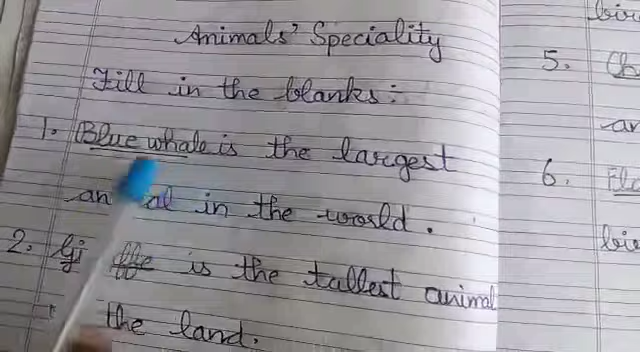 Animals' Speciality
Fill in the blanks:
1. Blue whale is the largest
in the world.
2. is the tallest animal
the land.
5.
6.